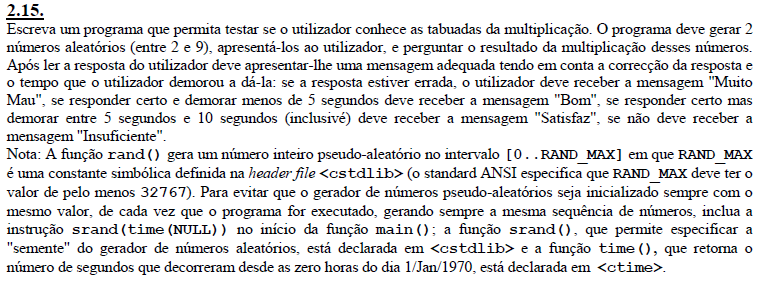 2.15.
Escreva um programa que permita testar se o utilizador conhece as tabuadas da multiplicação. O programa deve gerar 2
números aleatórios (entre 2 e 9), apresentá-los ao utilizador, e perguntar o resultado da multiplicação desses números.
Após ler a resposta do utilizador deve apresentar-lhe uma mensagem adequada tendo em conta a correcção da resposta e
o tempo que o utilizador demorou a dá-la: se a resposta estiver errada, o utilizador deve receber a mensagem "Muito
Mau", se responder certo e demorar menos de 5 segundos deve receber a mensagem "Bom", se responder certo mas
demorar entre 5 segundos e 10 segundos (inclusivé) deve receber a mensagem "Satisfaz", se não deve receber a
mensagem "Insuficiente".
Nota: A função rand() gera um número inteiro pseudo-aleatório no intervalo [0..RAND_MAX] em que RAND_MAX
é uma constante simbólica definida na header file <cstdlib> (o standard ANSI especifica que RAND_MAX deve ter o
valor de pelo menos 32767). Para evitar que o gerador de números pseudo-aleatórios seja inicializado sempre com o
mesmo valor, de cada vez que o programa for executado, gerando sempre a mesma sequência de números, inclua a
instrução srand(time(NULL)) no início da função main(); a função srand(), que permite especificar a
"semente" do gerador de números aleatórios, está declarada em <cstdlib> e a função time(), que retorna o
número de segundos que decorreram desde as zero horas do dia 1/Jan/1970, está declarada em <ctime>.